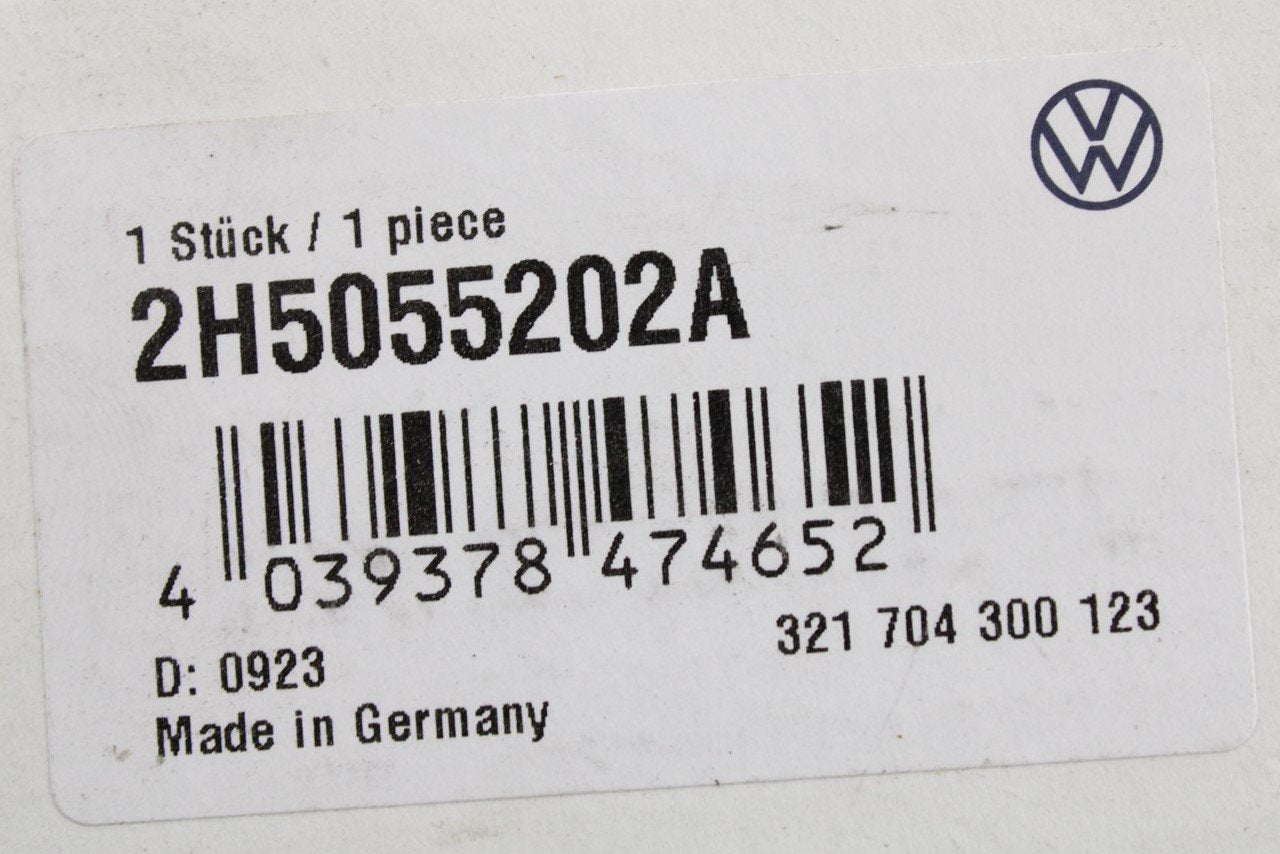 1 Stück / 1 piece
2H5055202A
4 039378 474652
321 704 300 123
D: 0923
Made in Germany